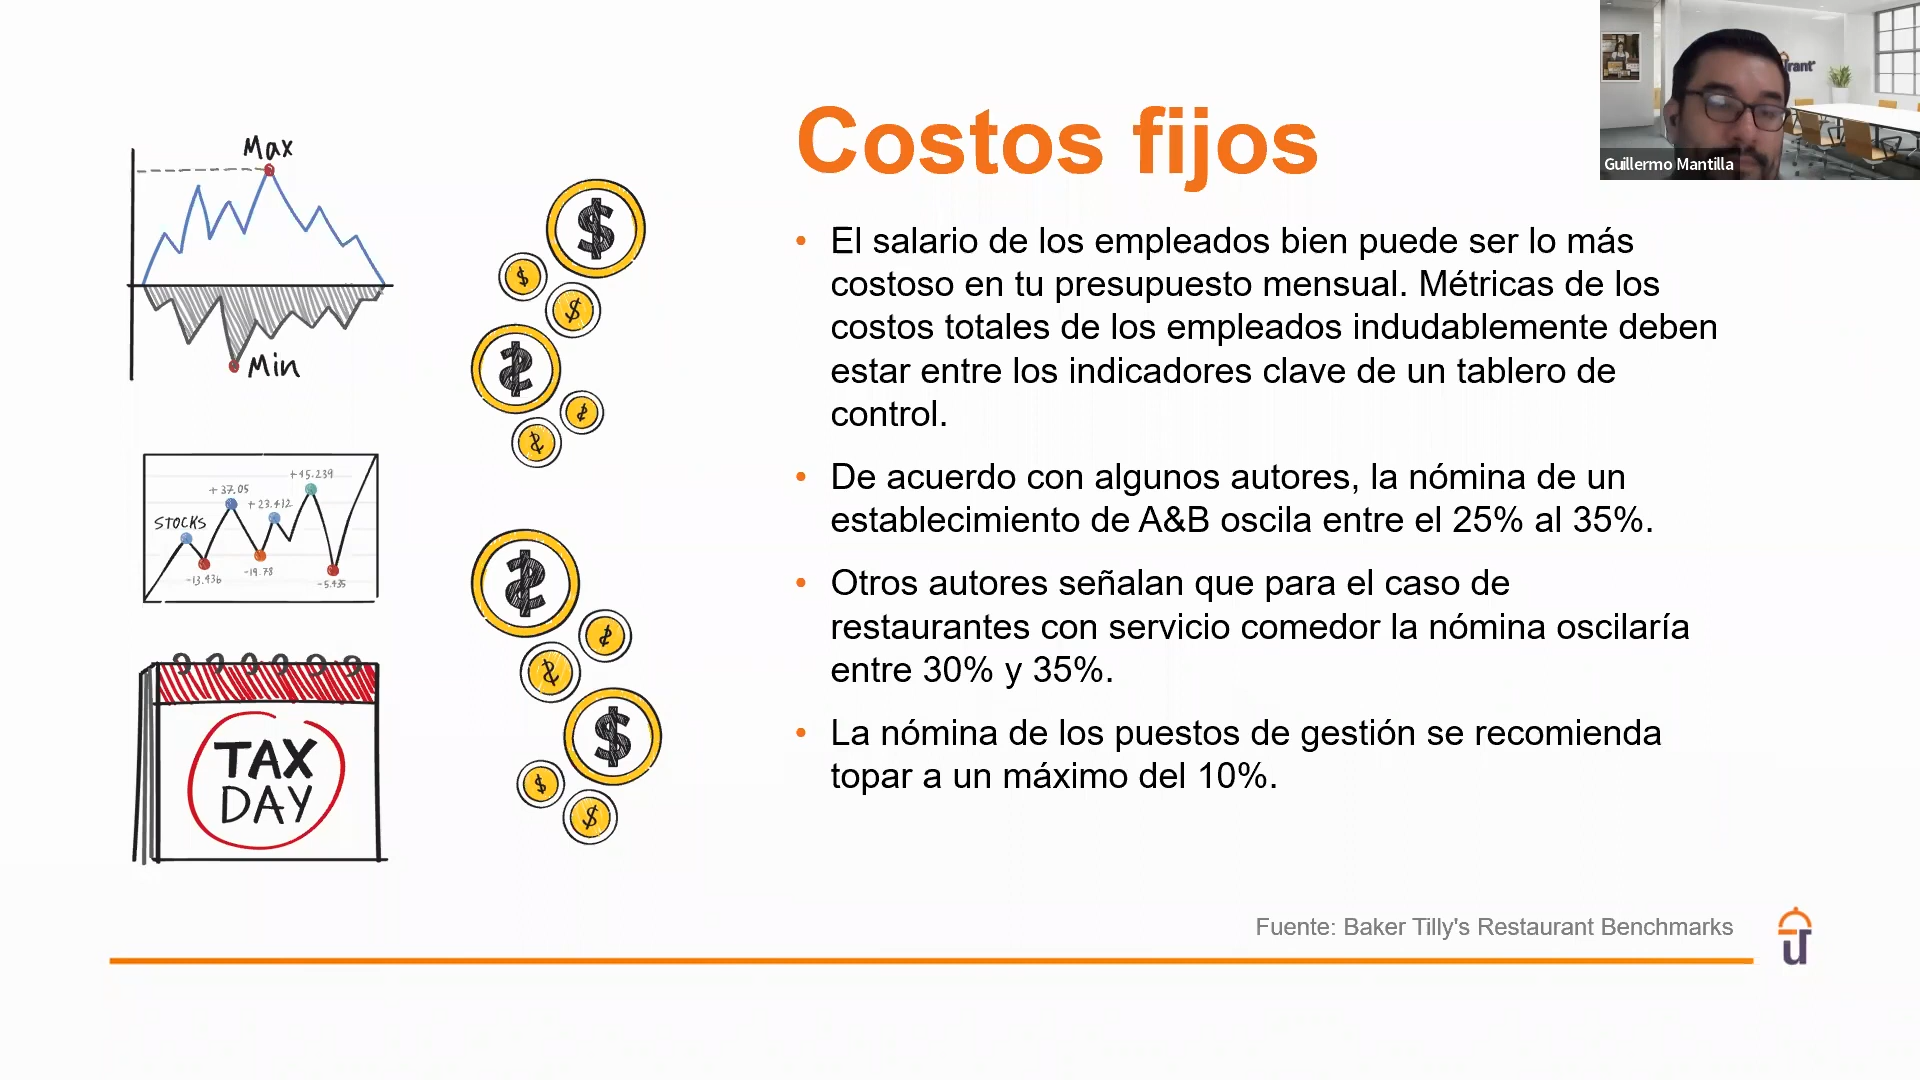 Costos fijos
rant
Guillermo Mantilla
• El salario de los empleados bien puede ser lo más
costoso en tu presupuesto mensual. Métricas de los
costos totales de los empleados indudablemente deben
estar entre los indicadores clave de un tablero de
control.
• De acuerdo con algunos autores, la nómina de un
establecimiento de A&B oscila entre el 25% al 35%.
• Otros autores señalan que para el caso de
restaurantes con servicio comedor la nómina oscilaría
entre 30% y 35%.
• La nómina de los puestos de gestión se recomienda
topar a un máximo del 10%.
Max
Min
STOCKS
+37.05
+23.412
+45.239
-13.436
-19.78
-5.435
TAX
DAY
$
$
$
$
$
$
$
$
$
$
$
$
Fuente: Baker Tilly's Restaurant Benchmarks